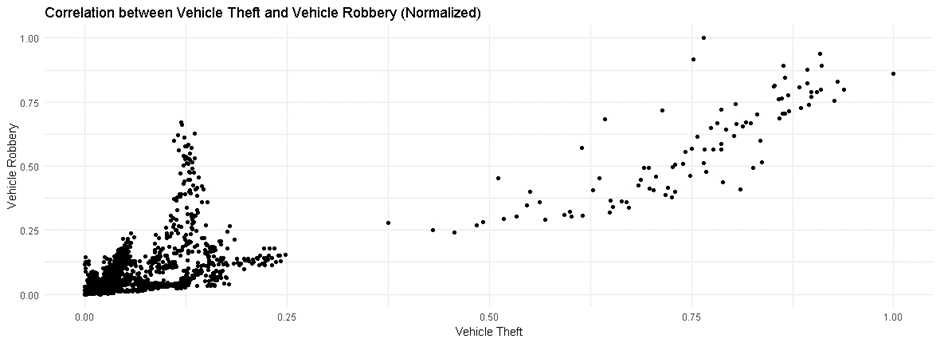 Correlation between Vehicle Theft and Vehicle Robbery (Normalized)
1.00
0.75
0.50
0.25
0.00
Vehicle Robbery
0.00 0.25 0.50 0.75 1.00
Vehicle Theft